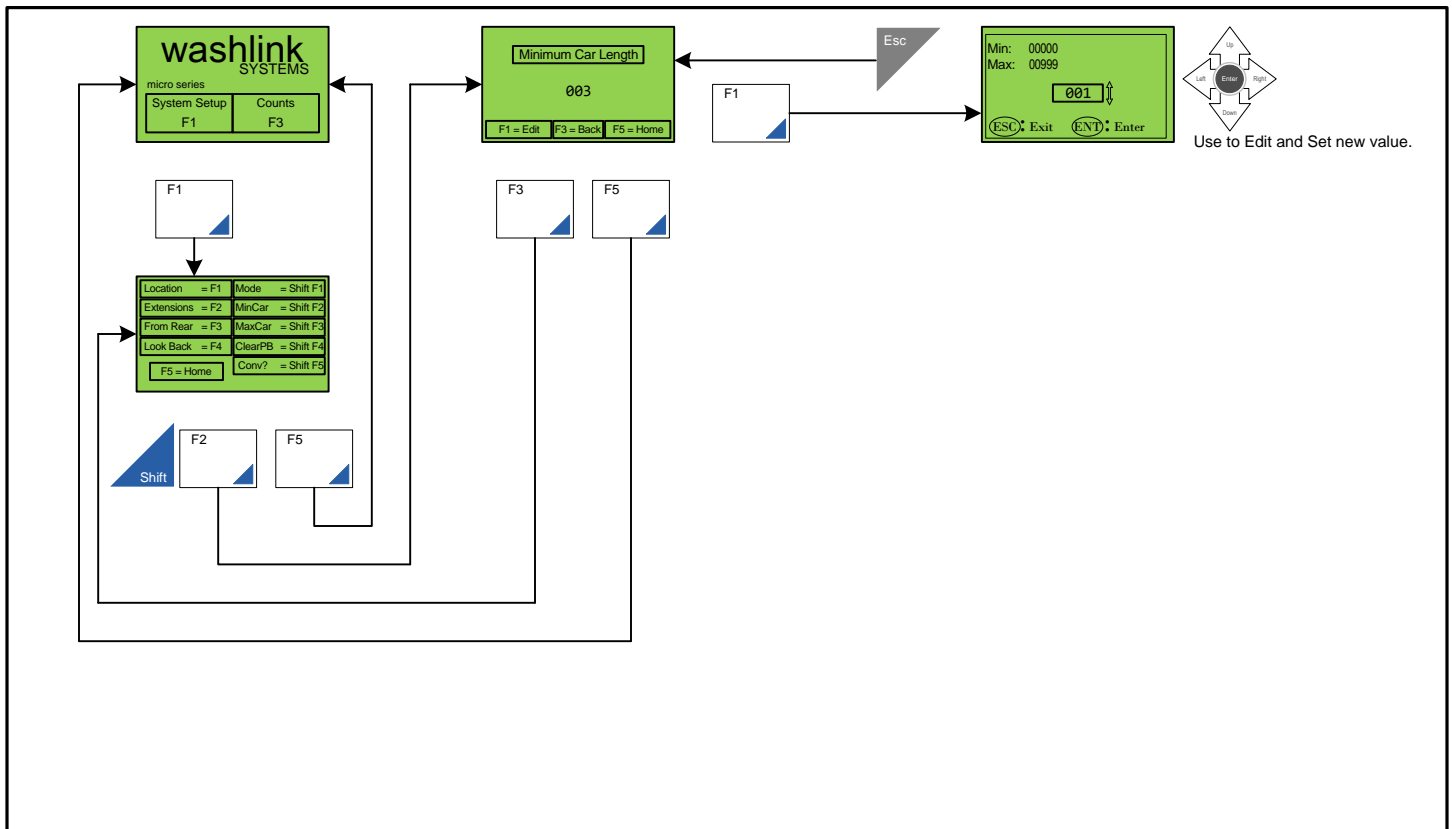 washlink
SYSTEMS
micro series
System Setup
F1
Counts
F3
Minimum Car Length
003
F1 = Edit
F3 = Back
F5 = Home
Esc
F1
Min: 00000
Max: 00999
001
ESC: Exit
ENT: Enter
Up
Left
Enter
Right
Down
Use to Edit and Set new value.
F1
F3
F5
Location = F1
Mode = Shift F1
Extensions = F2
MinCar = Shift F2
From Rear = F3
MaxCar = Shift F3
Look Back = F4
ClearPB = Shift F4
F5 = Home
Conv? = Shift F5
Shift
F2
F5